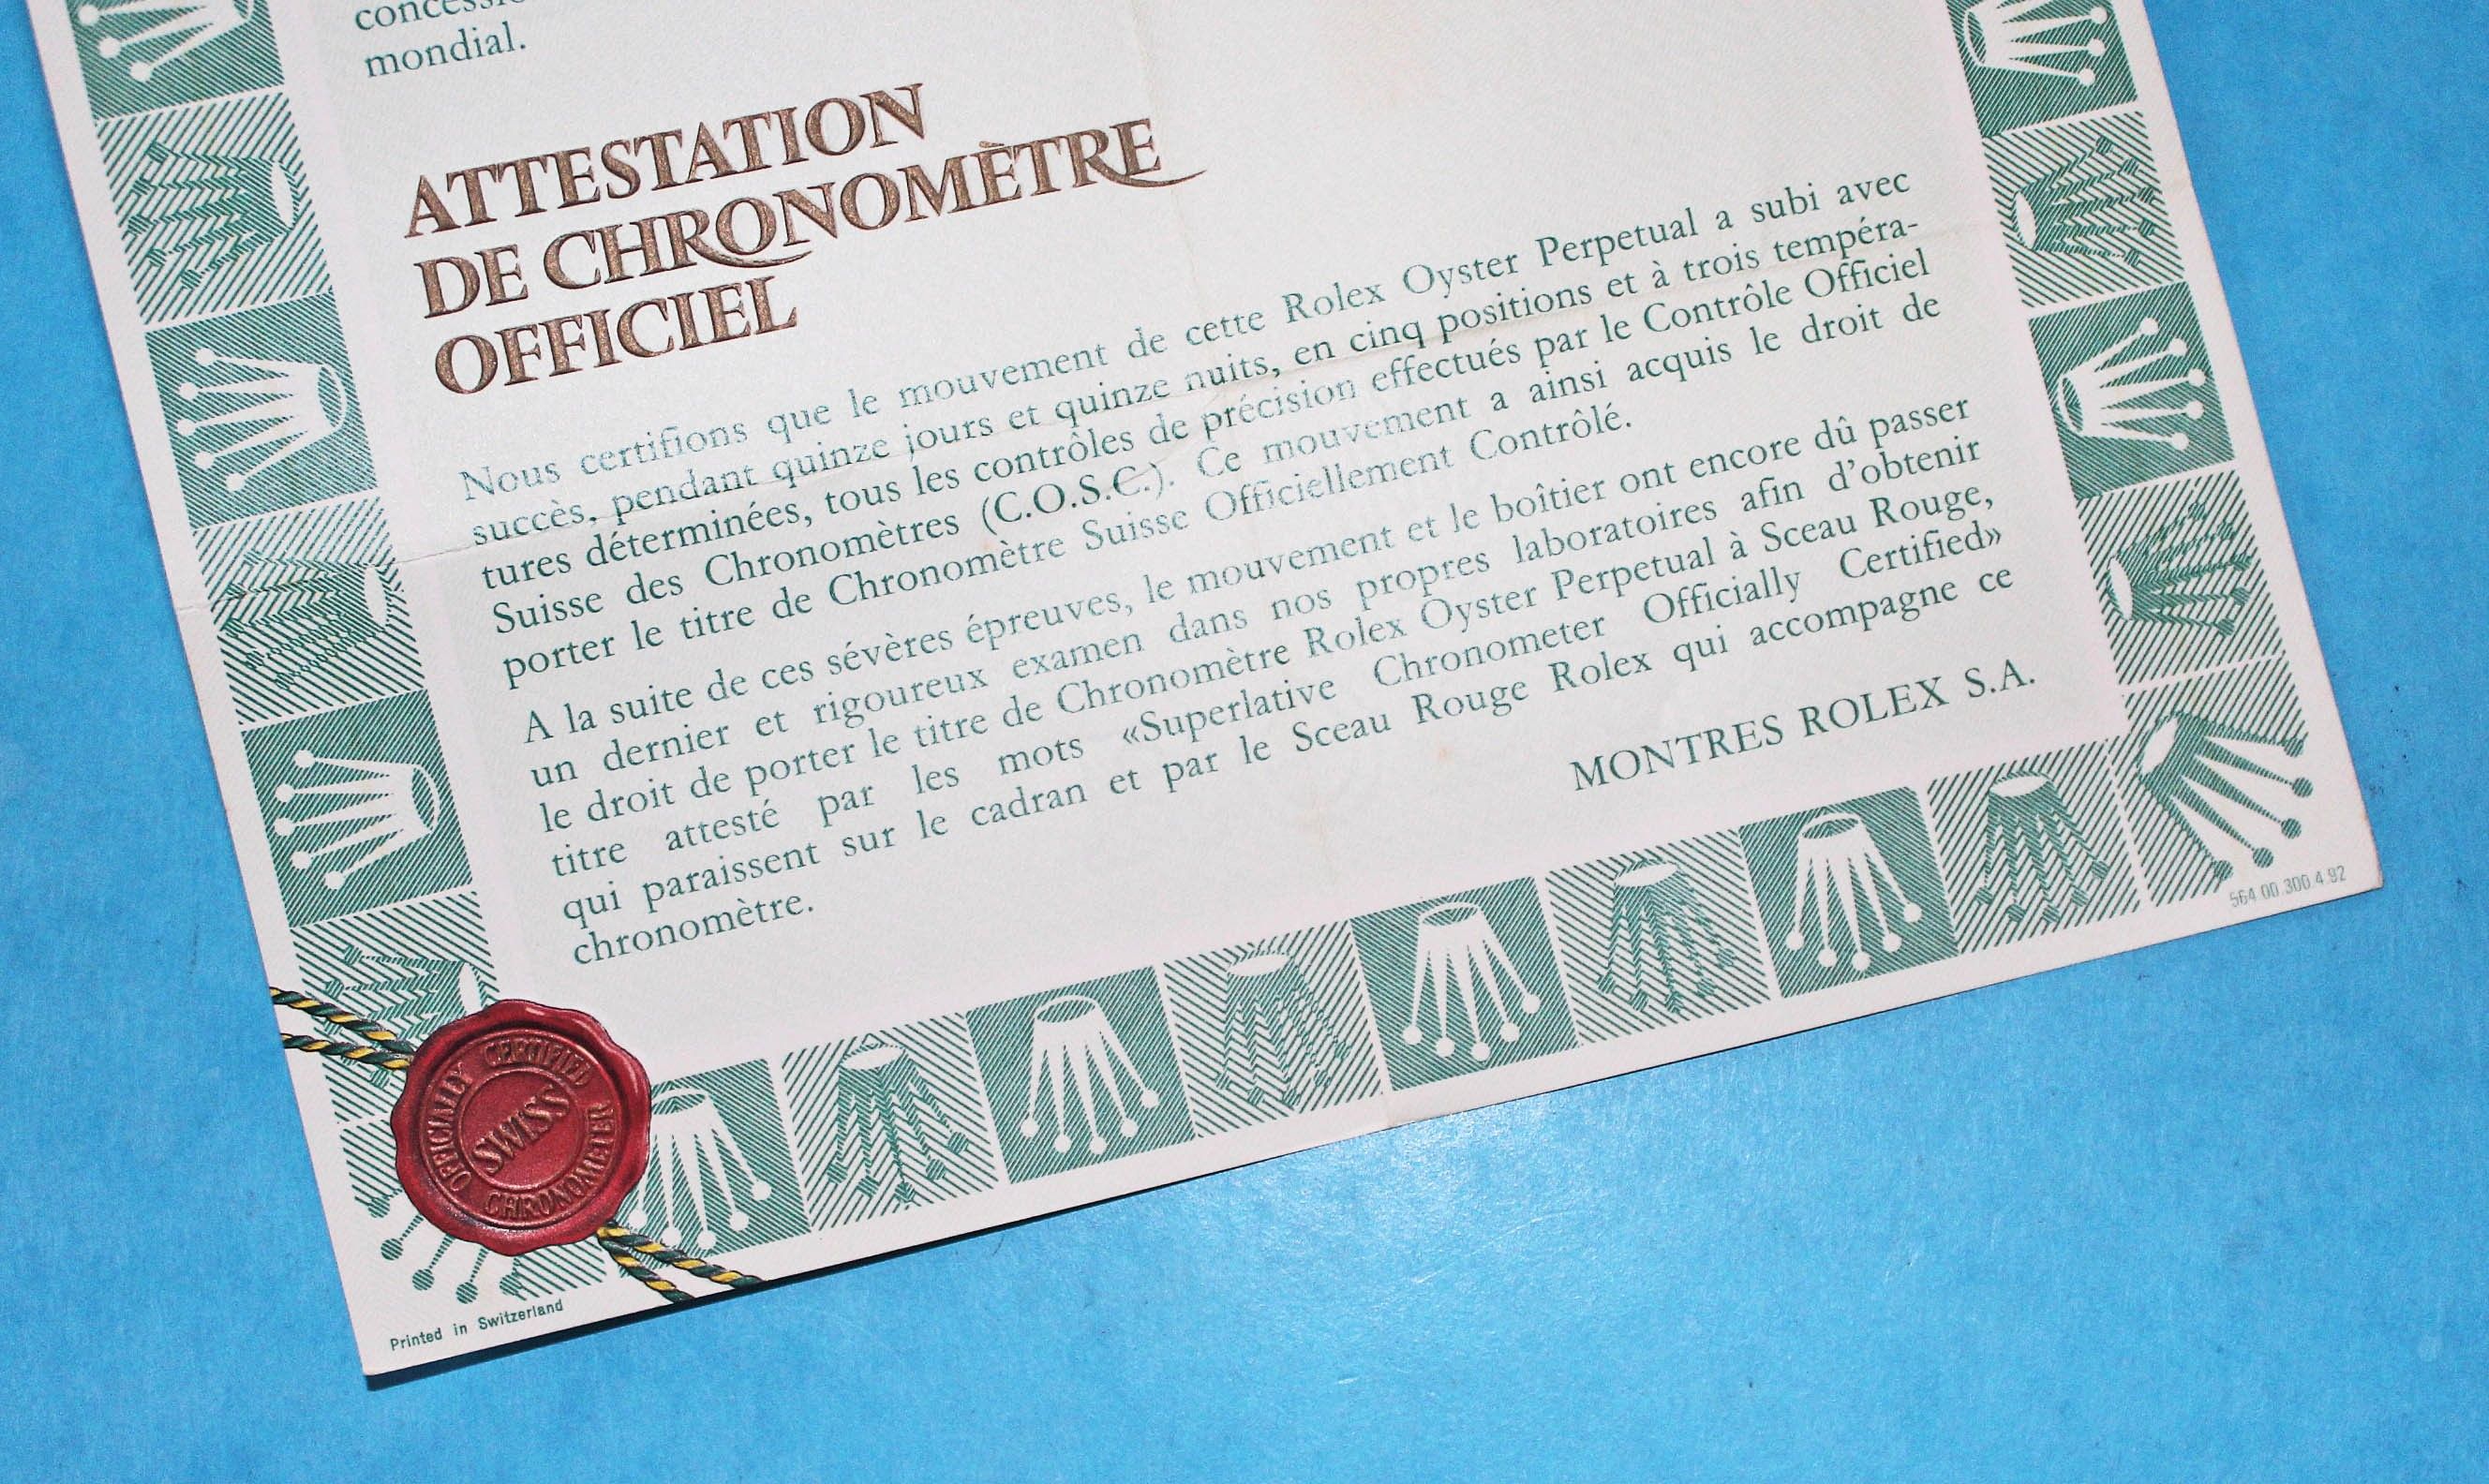 mondial.
ATTESTATION
DE CHRONOMÈTRE
OFFICIEL
Nous certifions que le mouvement de cette Rolex Oyster Perpetual a subi avec
succès, pendant quinze jours et quinze nuits, en cinq positions et à trois tempéra-
tures déterminées, tous les contrôles de précision effectués par le Contrôle Officiel
Suisse des Chronomètres (C.O.S.C.). Ce mouvement a ainsi acquis le droit de
porter le titre de Chronomètre Suisse Officiellement Contrôlé.
A la suite de ces sévères épreuves, le mouvement et le boîtier ont encore dû passer
un dernier et rigoureux examen dans nos propres laboratoires afin d'obtenir
le droit de porter le titre de Chronomètre Rolex Oyster Perpetual à Sceau Rouge,
titre attesté par les mots «Superlative Chronometer Officially Certified»
qui paraissent sur le cadran et par le Sceau Rouge Rolex qui accompagne ce
chronomètre.
MONTRES ROLEX S.A.
OFFICIALLY CERTIFIED
SWISS
CHRONOMETER
Printed in Switzerland
564.00.300.4.92